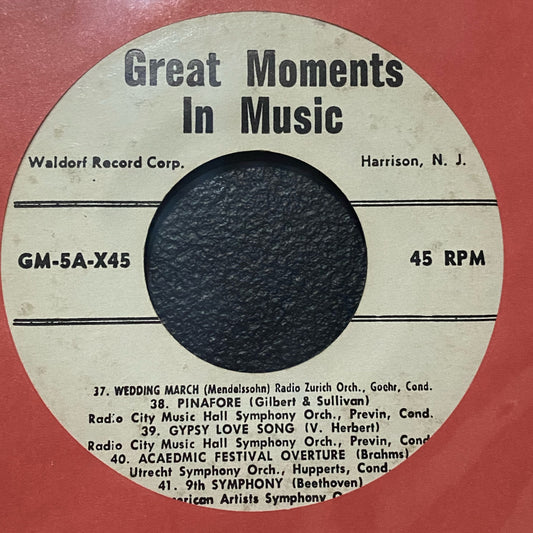 Great Moments
In Music
Waldorf Record Corp. Harrison, N. J.
GM-5A-X45 45 RPM
37. WEDDING MARCH (Mendelssohn) Radio Zurich Orch., Goehr, Cond.
38. PINAFORE (Gilbert & Sullivan)
Radio City Music Hall Symphony Orch., Previn, Cond.
39. GYPSY LOVE SONG (V. Herbert)
Radio City Music Hall Symphony Orch., Previn, Cond
40. ACAEDMIC FESTIVAL OVERTURE (Brahms)
Utrecht Symphony Orch., Hupperts, Cond.
41. 9th SYMPHONY (Beethoven)
Artists Symphony